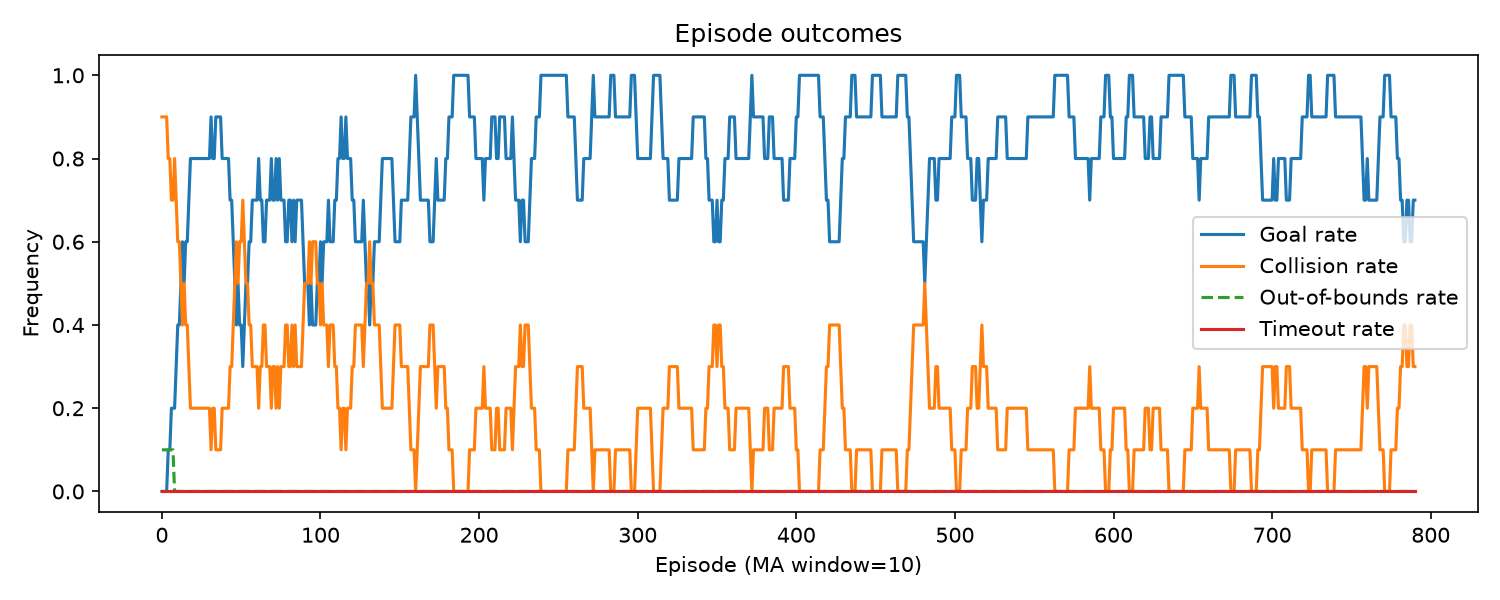 Episode outcomes
1.0
0.8
0.6
0.4
0.2
0.0
Frequency
Goal rate
Collision rate
Out-of-bounds rate
Timeout rate
0 100 200 300 400 500 600 700 800
Episode (MA window=10)